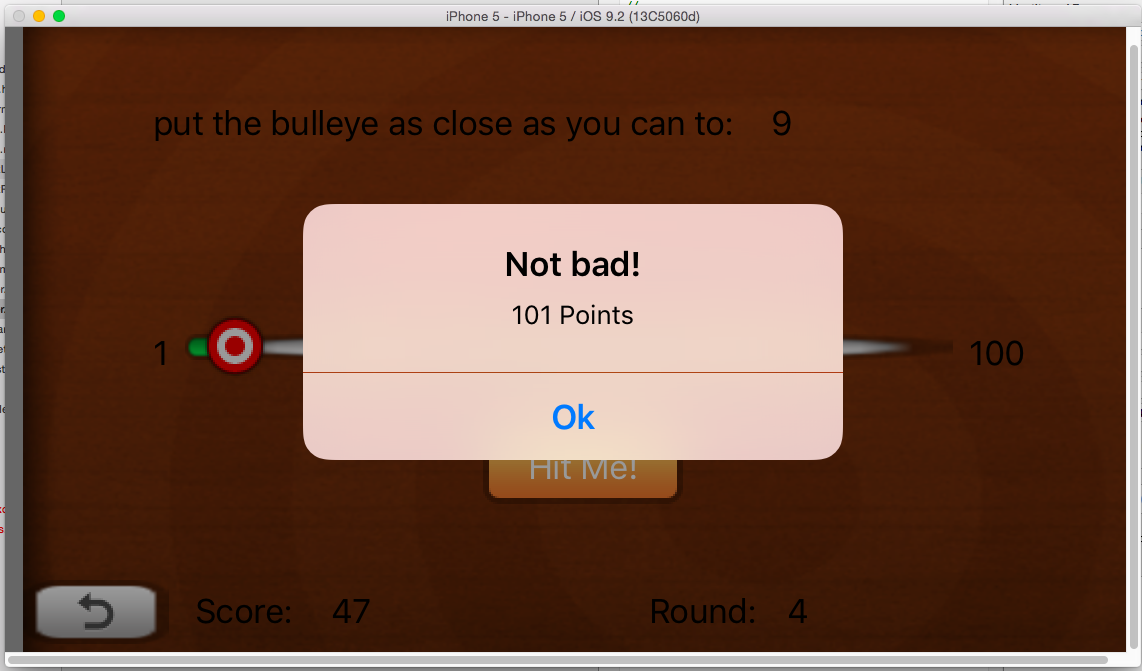 iPhone 5 - iPhone 5 / iOS 9.2 (13C5060d)
put the bulleye as close as you can to: 9
Not bad!
101 Points
1 100
Ok
Hit Me!
Score: 47 Round: 4